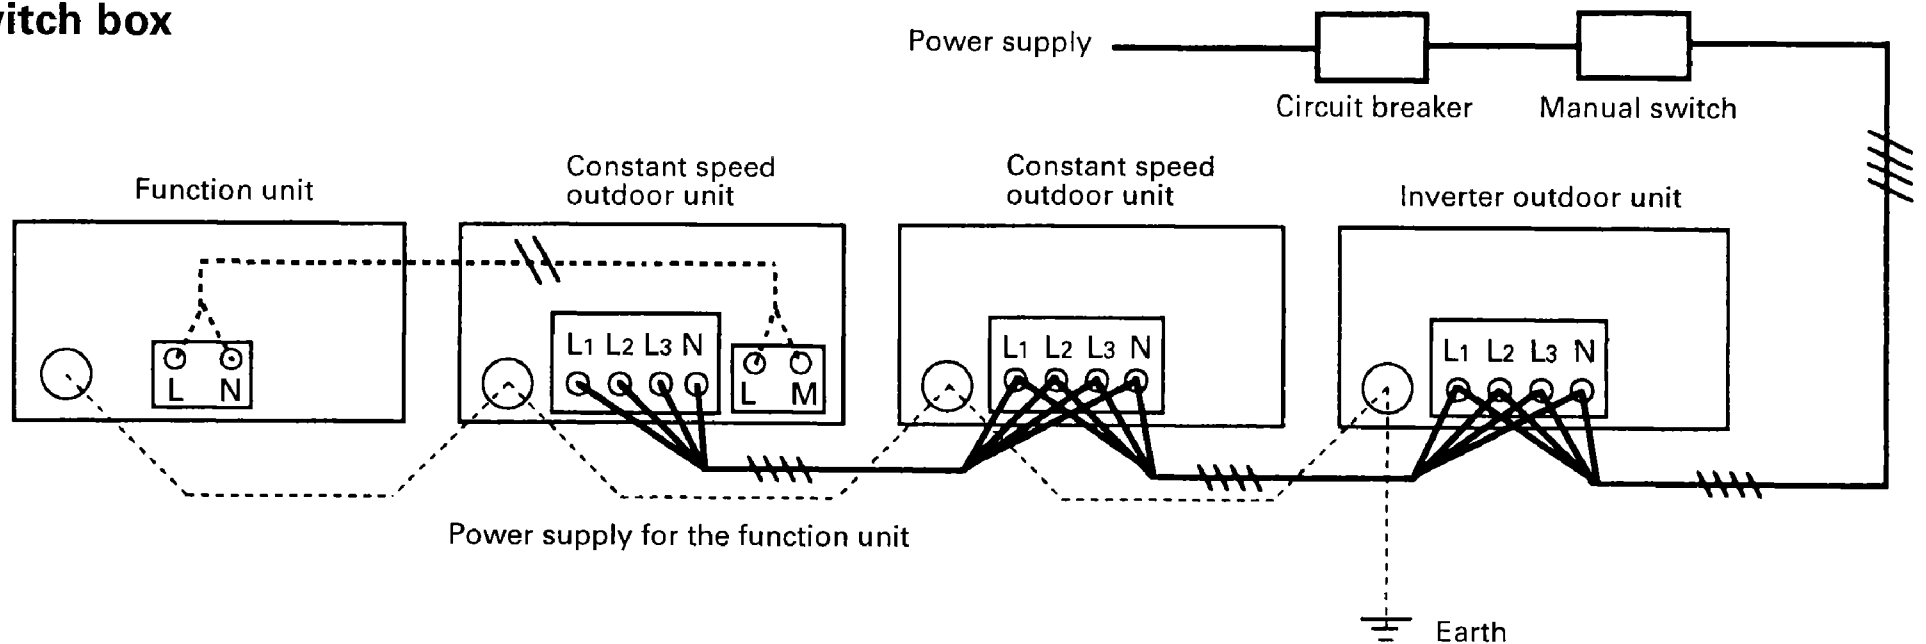 itch box
Power supply
Circuit breaker
Manual switch
Function unit
Constant speed
outdoor unit
Constant speed
outdoor unit
Inverter outdoor unit
L N
L1 L2 L3 N
L M
L1 L2 L3 N
L1 L2 L3 N
Power supply for the function unit
Earth